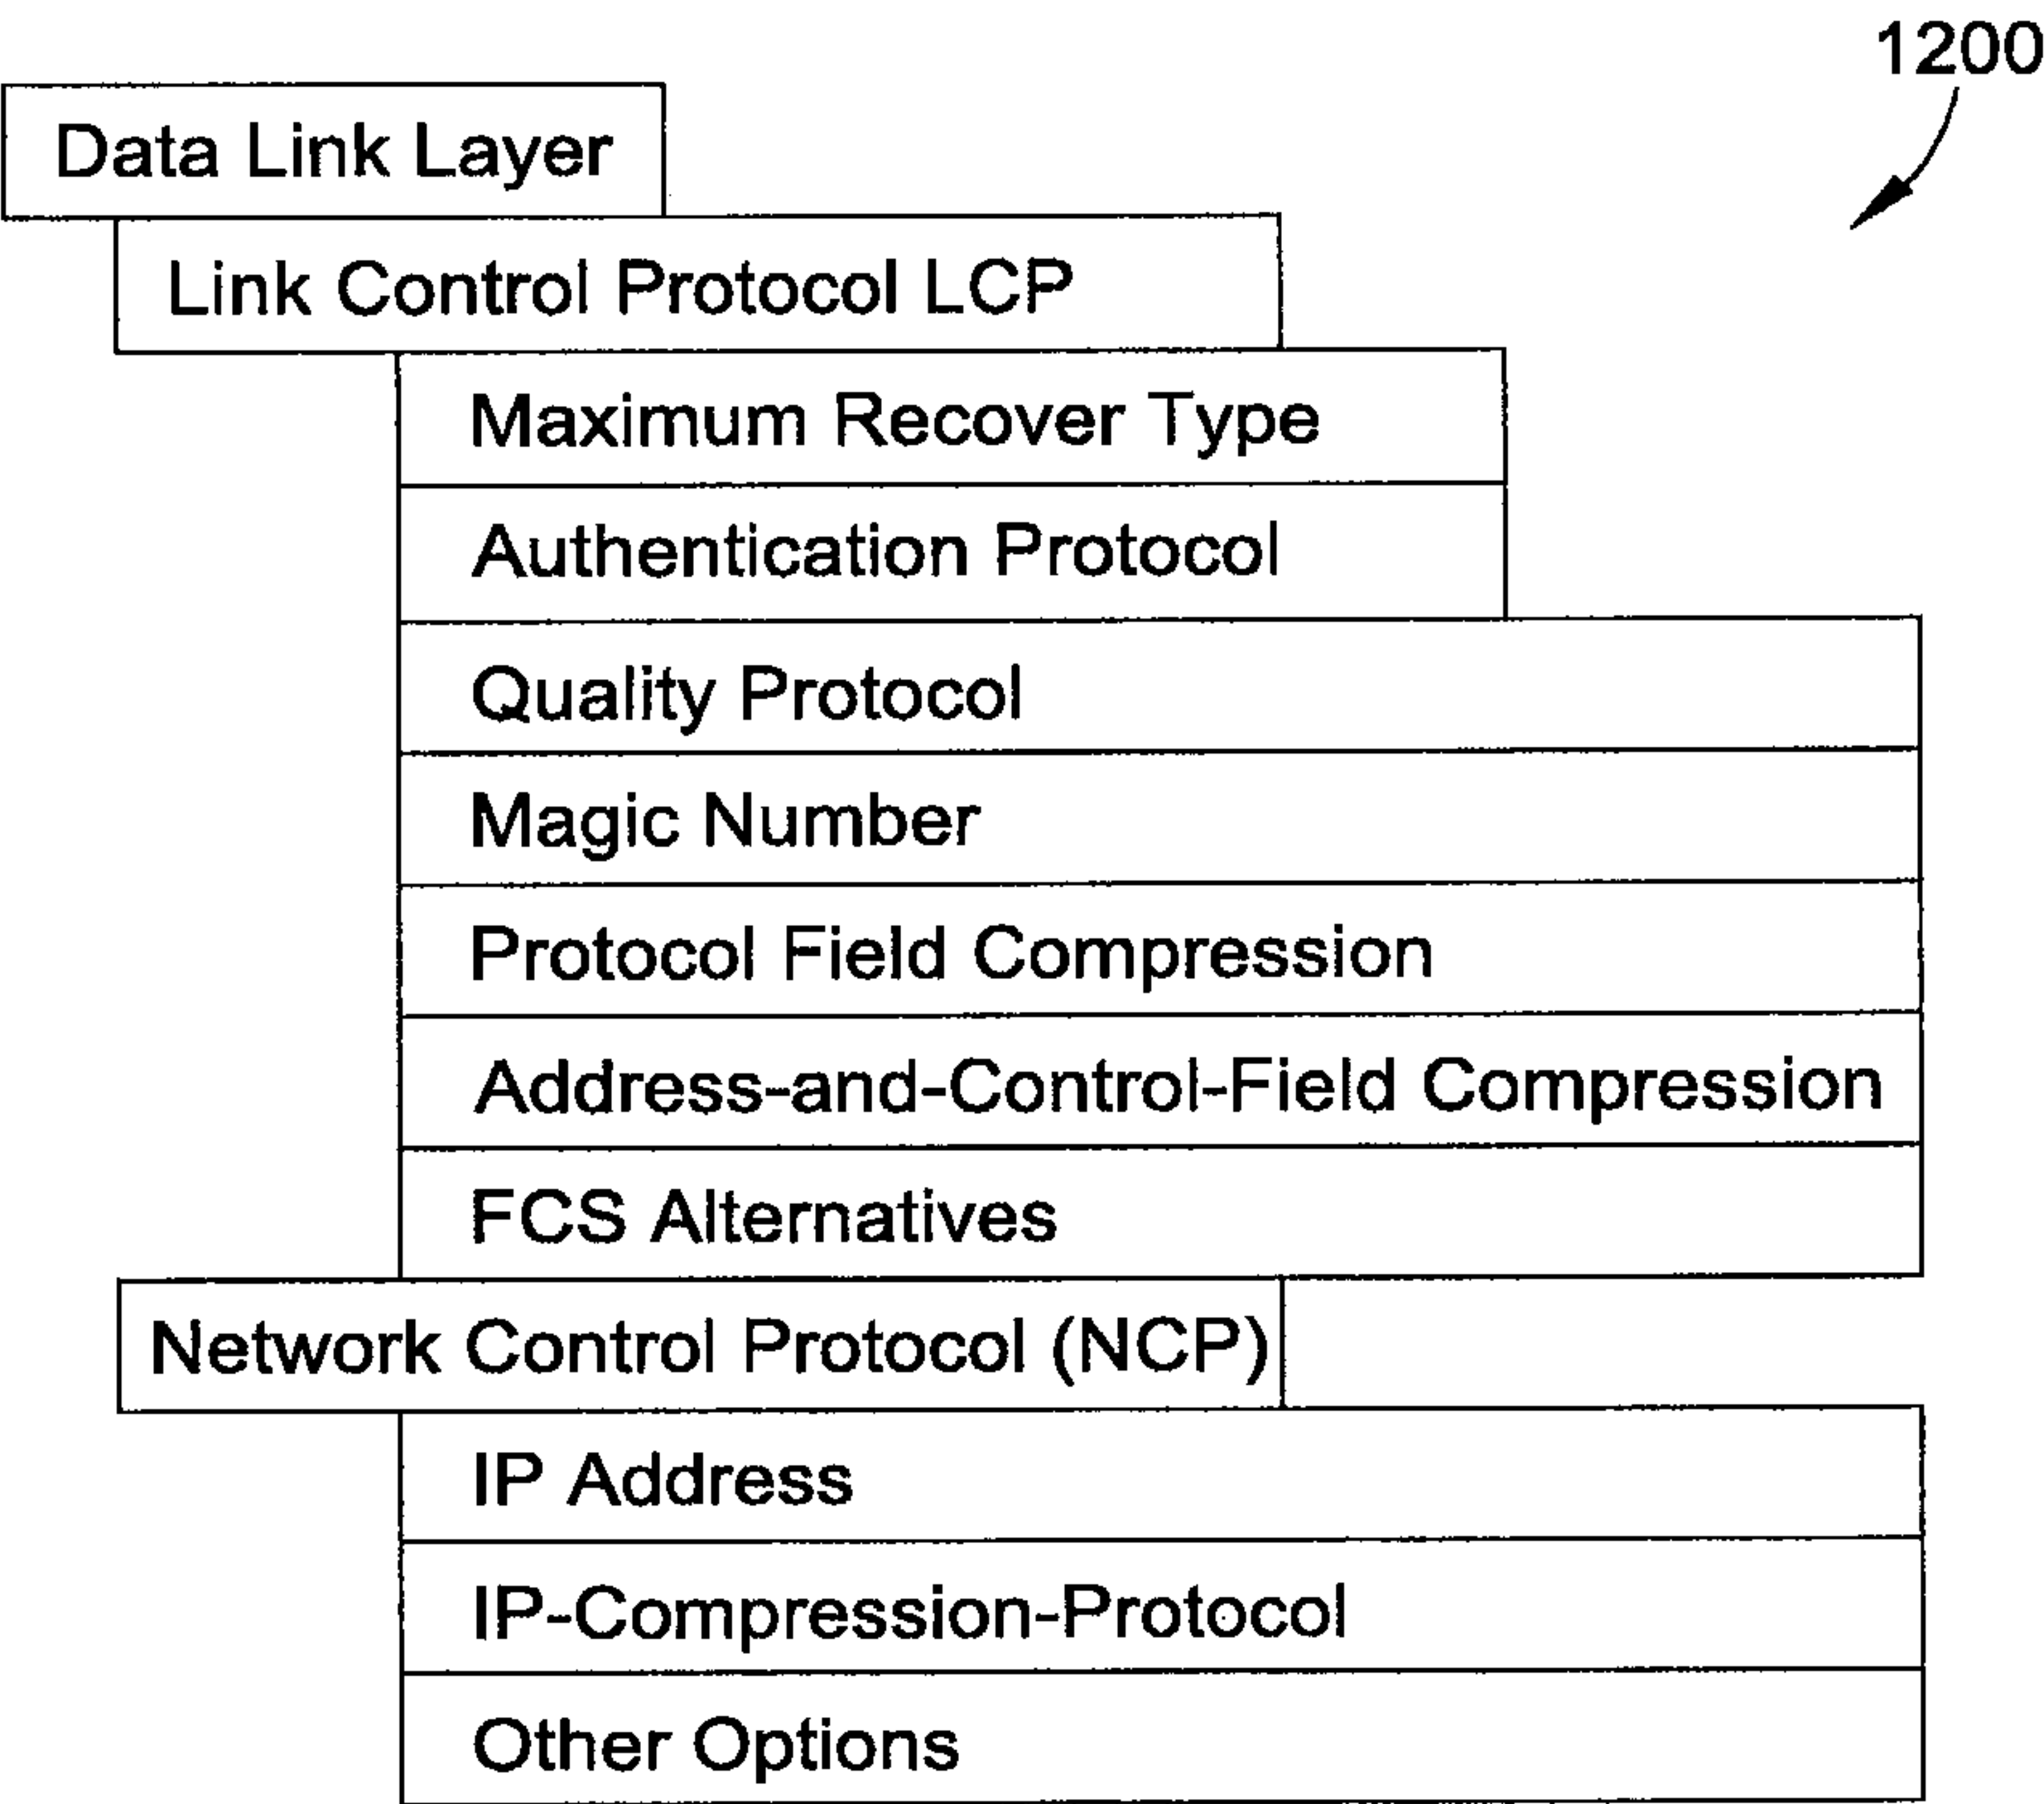 1200
Data Link Layer
Link Control Protocol LCP
Maximum Recover Type
Authentication Protocol
Quality Protocol
Magic Number
Protocol Field Compression
Address-and-Control-Field Compression
FCS Alternatives
Network Control Protocol (NCP)
IP Address
IP-Compression-Protocol
Other Options